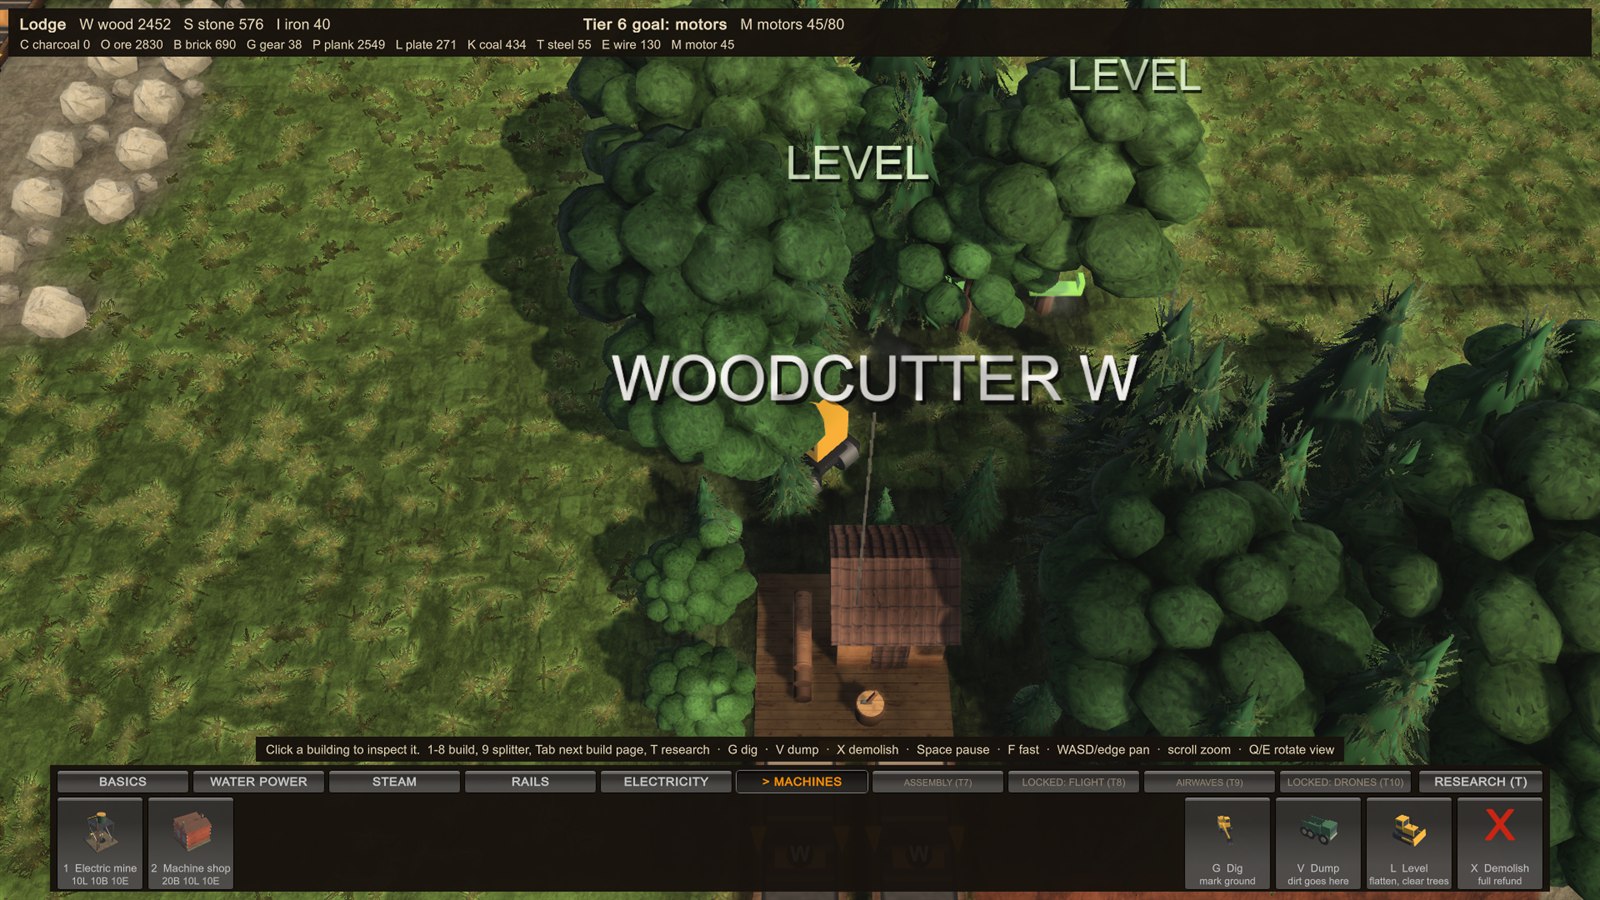 Lodge W wood 2452 S stone 576 I iron 40
Tier 6 goal: motors M motors 45/80
C charcoal 0 O ore 2830 B brick 690 G gear 38 P plank 2549 L plate 271 K coal 434 T steel 55 E wire 130 M motor 45
LEVEL
LEVEL
WOODCUTTER W
Click a building to inspect it. 1-8 build, 9 splitter, Tab next build page, T research · G dig · V dump · X demolish · Space pause · F fast · WASD/edge pan · scroll zoom · Q/E rotate view
BASICS WATER POWER STEAM RAILS ELECTRICITY > MACHINES ASSEMBLY (T7) LOCKED: FLIGHT (T8) AIRWAVES (T9) LOCKED: DRONES (T10) RESEARCH (T)
W W
X
1 Electric mine 2 Machine shop G Dig V Dump L Level X Demolish
10L 10B 10E 20B 10L 10E mark ground dirt goes here flatten, clear trees full refund